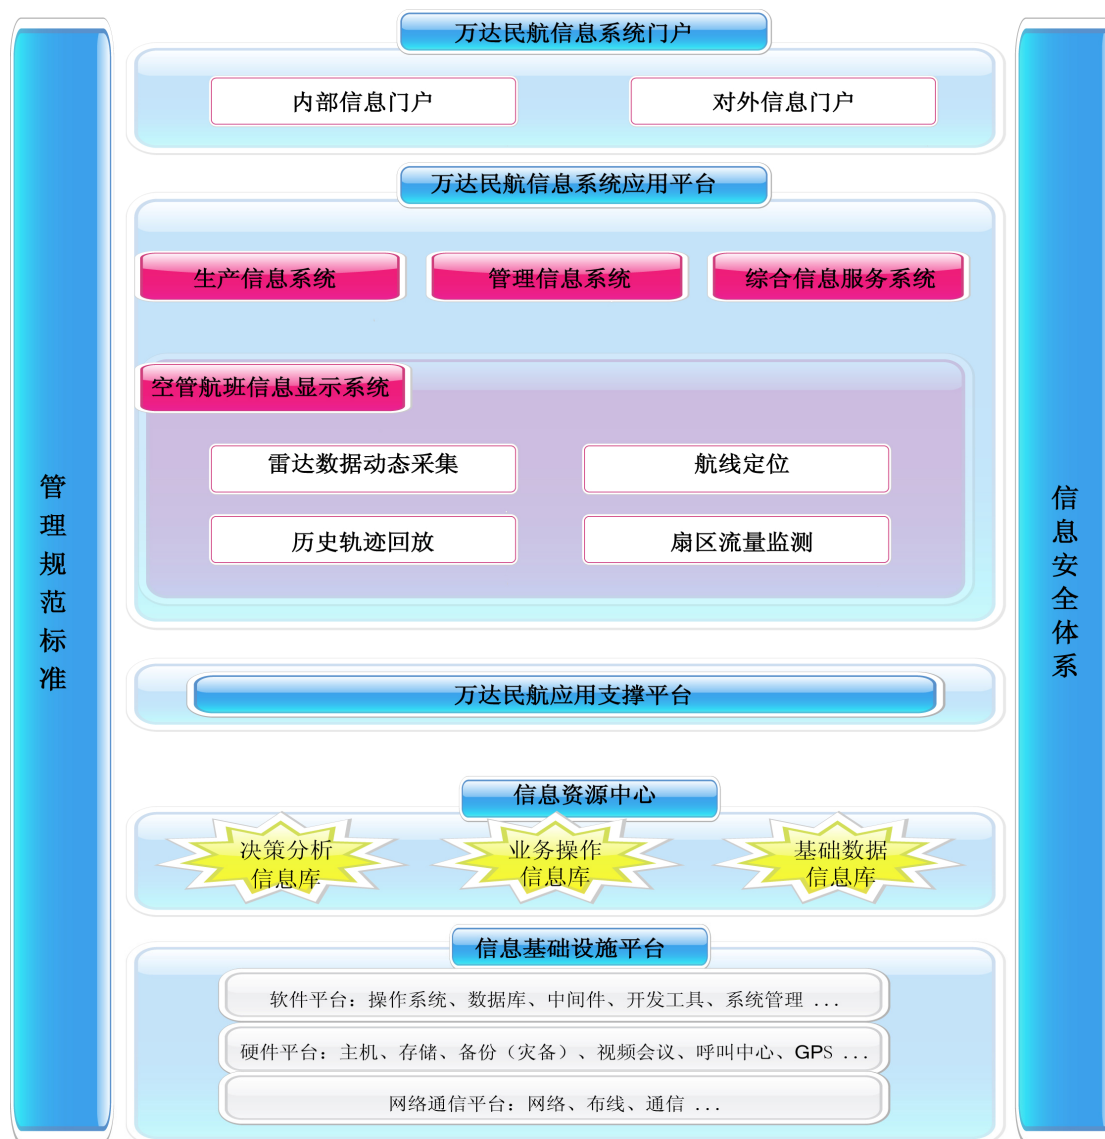 万达民航信息系统门户
内部信息门户
对外信息门户
万达民航信息系统应用平台
生产信息系统
管理信息系统
综合信息服务系统
空管航班信息显示系统
雷达数据动态采集
航线定位
历史轨迹回放
扇区流量监测
管
理
规
范
标
准
信
息
安
全
体
系
万达民航应用支撑平台
信息资源中心
决策分析
信息库
业务操作
信息库
基础数据
信息库
信息基础设施平台
软件平台：操作系统、数据库、中间件、开发工具、系统管理 ...
硬件平台：主机、存储、备份（灾备）、视频会议、呼叫中心、GPS ...
网络通信平台：网络、布线、通信 ...